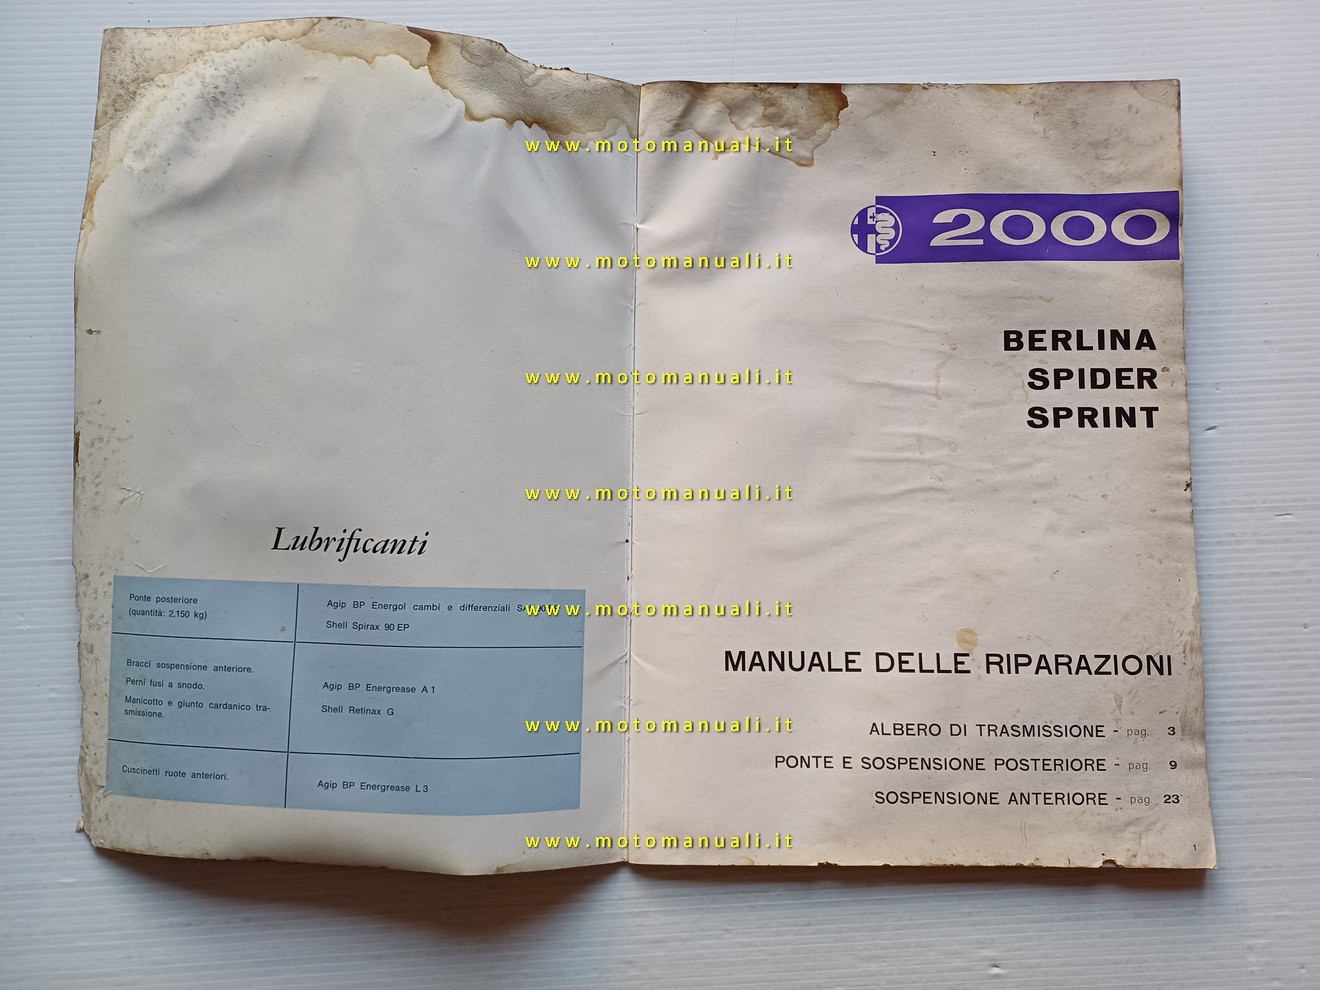 Lubrificanti
Ponte posteriore
(quantità: 2,150 kg)
Agip BP Energol cambi e differenziali
Shell Spirax 90 EP
Bracci sospensione anteriore.
Perni fusi a snodo.
Manicotto e giunto cardanico tra-
smissione.
Agip BP Energrease A 1
Shell Retinax G
Cuscinetti ruote anteriori.
Agip BP Energrease L 3
2000
BERLINA
SPIDER
SPRINT
MANUALE DELLE RIPARAZIONI
ALBERO DI TRASMISSIONE - pag. 3
PONTE E SOSPENSIONE POSTERIORE - pag. 9
SOSPENSIONE ANTERIORE - pag. 23
1
www.motomanuali.it
www.motomanuali.it
www.motomanuali.it
www.motomanuali.it
www.motomanuali.it
www.motomanuali.it
www.motomanuali.it